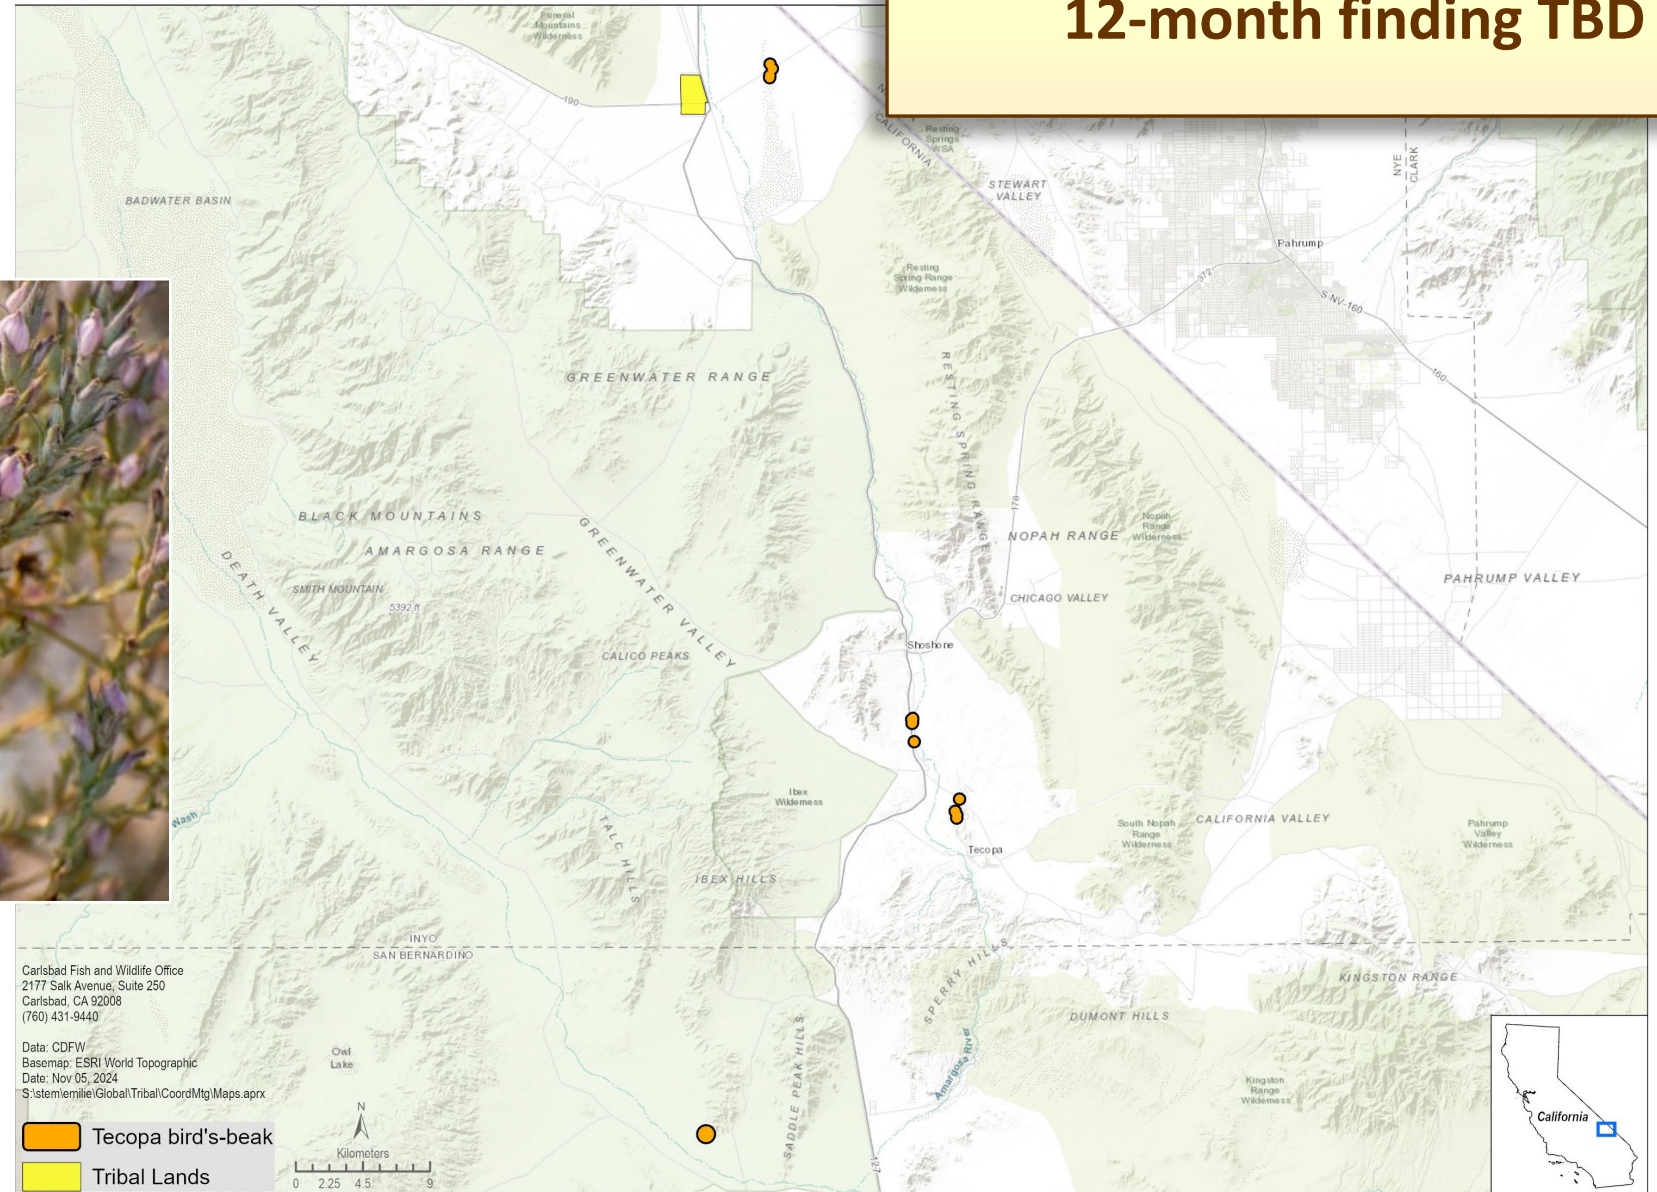 12-month finding TBD
Funeral
Mountains
Wilderness
190
CALIFORNIA
Resting
Springs
WSA
STEWART
VALLEY
NYE
CLARK
BADWATER BASIN
Pahrump
Resting
Spring Range
Wilderness
372
S NV-160
160
GREENWATER RANGE
RESTING SPRING RANGE
178
BLACK MOUNTAINS
AMARGOSA RANGE
GREENWATER VALLEY
NOPAH RANGE
Nopah
Range
Wilderness
DEATH VALLEY
SMITH MOUNTAIN
5392 ft
CHICAGO VALLEY
PAHRUMP VALLEY
Shoshone
CALICO PEAKS
Ibex
Wilderness
Wash
TALC HILLS
South Nopah
Range
Wilderness
CALIFORNIA VALLEY
Pahrump
Valley
Wilderness
Tecopa
IBEX HILLS
INYO
SAN BERNARDINO
SPERRY HILLS
KINGSTON RANGE
DUMONT HILLS
Carlsbad Fish and Wildlife Office
2177 Salk Avenue, Suite 250
Carlsbad, CA 92008
(760) 431-9440
Data: CDFW
Basemap: ESRI World Topographic
Date: Nov 05, 2024
S:\stem\emilie\Global\Tribal\CoordMtg\Maps.aprx
Owl
Lake
SADDLE PEAK HILLS
Amargosa River
Kingston
Range
Wilderness
California
127
N
Kilometers
0 2.25 4.5 9
Tecopa bird's-beak
Tribal Lands